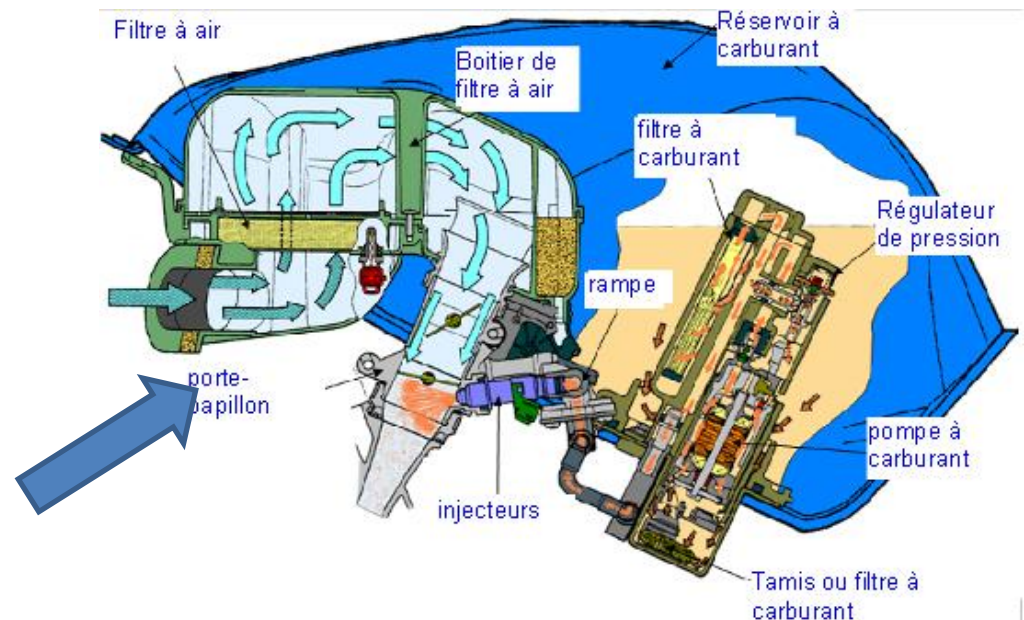 Filtre à air
Boitier de
filtre à air
Réservoir à
carburant
filtre à
carburant
Régulateur
de pression
rampe
porte-
papillon
injecteurs
pompe à
carburant
Tamis ou filtre à
carburant